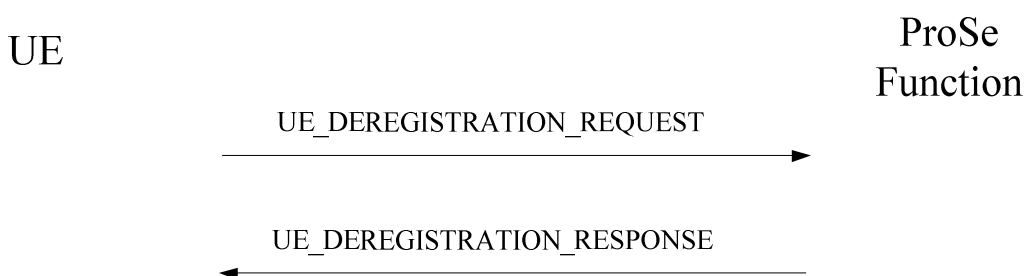 UE
ProSe
Function
UE_DEREGISTRATION_REQUEST
UE_DEREGISTRATION_RESPONSE